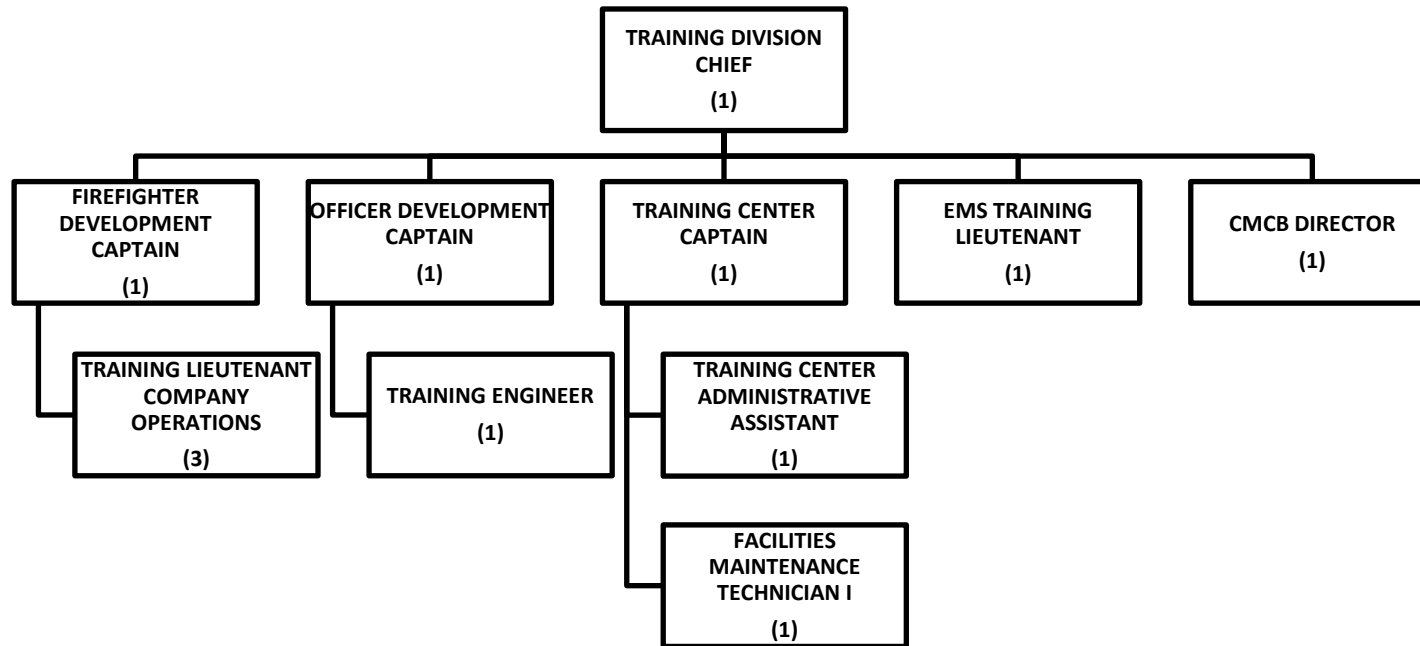 TRAINING DIVISION
CHIEF
(1)
FIREFIGHTER
DEVELOPMENT
CAPTAIN
(1)
OFFICER DEVELOPMENT
CAPTAIN
(1)
TRAINING CENTER
CAPTAIN
(1)
EMS TRAINING
LIEUTENANT
(1)
CMCB DIRECTOR
(1)
TRAINING LIEUTENANT
COMPANY
OPERATIONS
(3)
TRAINING ENGINEER
(1)
TRAINING CENTER
ADMINISTRATIVE
ASSISTANT
(1)
FACILITIES
MAINTENANCE
TECHNICIAN I
(1)